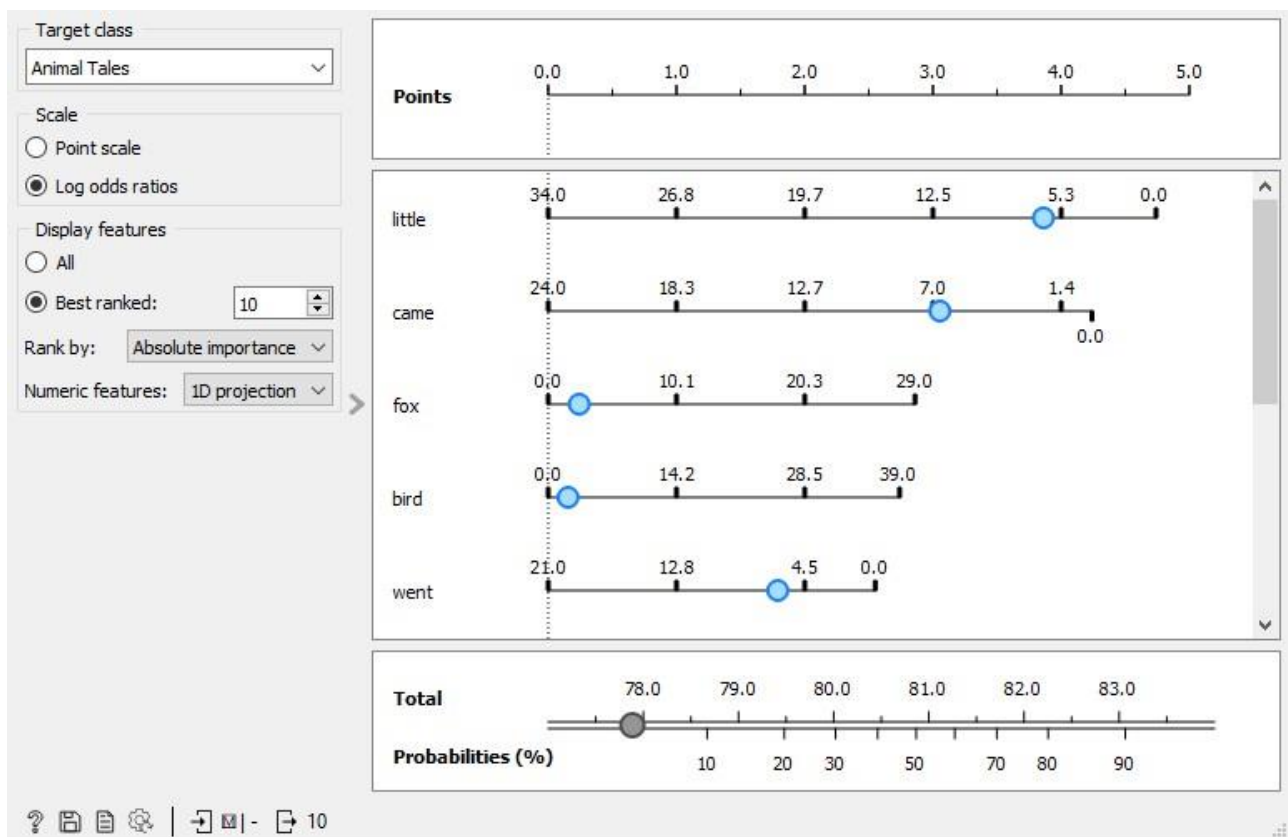 Target class
Animal Tales
Scale
Point scale
Log odds ratios
Display features
All
Best ranked: 10
Rank by: Absolute importance
Numeric features: 1D projection
Points
0.0 1.0 2.0 3.0 4.0 5.0
little
34.0 26.8 19.7 12.5 5.3 0.0
came
24.0 18.3 12.7 7.0 1.4
0.0
fox
0.0 10.1 20.3 29.0
bird
0.0 14.2 28.5 39.0
went
21.0 12.8 4.5 0.0
Total
78.0 79.0 80.0 81.0 82.0 83.0
Probabilities (%)
10 20 30 50 70 80 90
? | - 10